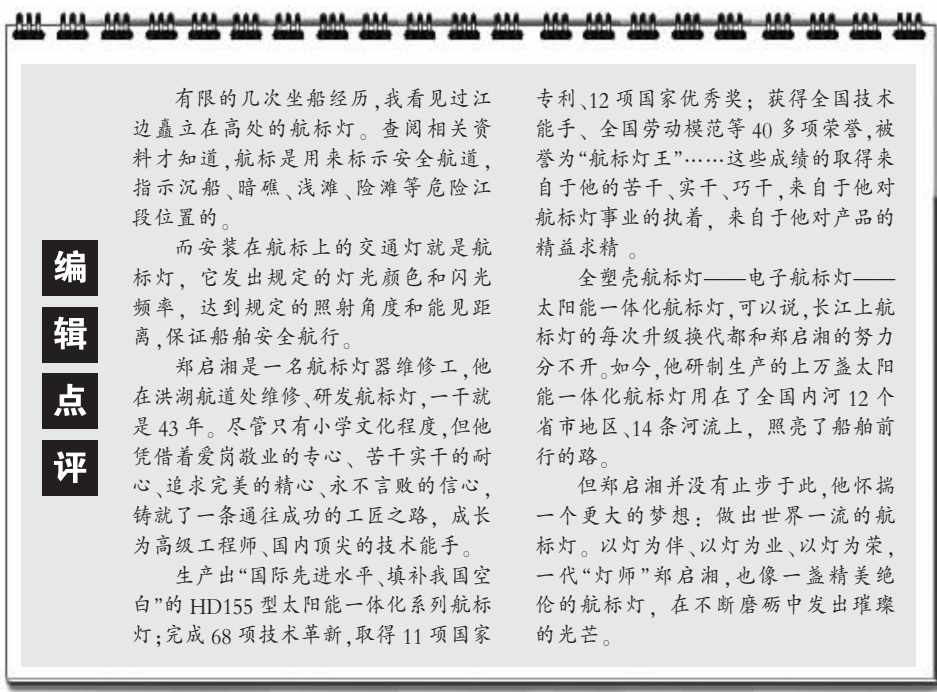 编
辑
点
评
有限的几次坐船经历,我看见过江
边矗立在高处的航标灯。查阅相关资
料才知道,航标是用来标示安全航道,
指示沉船、暗礁、浅滩、险滩等危险江
段位置的。
而安装在航标上的交通灯就是航
标灯，它发出规定的灯光颜色和闪光
频率，达到规定的照射角度和能见距
离,保证船舶安全航行。
郑启湘是一名航标灯器维修工,他
在洪湖航道处维修、研发航标灯,一干就
是 43 年。尽管只有小学文化程度,但他
凭借着爱岗敬业的专心、苦干实干的耐
心、追求完美的精心、永不言败的信心,
铸就了一条通往成功的工匠之路，成长
为高级工程师、国内顶尖的技术能手。
生产出“国际先进水平、填补我国空
白”的 HD155 型太阳能一体化系列航标
灯;完成 68 项技术革新,取得 11 项国家
专利、12 项国家优秀奖；获得全国技术
能手、全国劳动模范等 40 多项荣誉,被
誉为“航标灯王”……这些成绩的取得来
自于他的苦干、实干、巧干,来自于他对
航标灯事业的执着，来自于他对产品的
精益求精 。
全塑壳航标灯——电子航标灯——
太阳能一体化航标灯,可以说,长江上航
标灯的每次升级换代都和郑启湘的努力
分不开。如今,他研制生产的上万盏太阳
能一体化航标灯用在了全国内河 12 个
省市地区、14 条河流上，照亮了船舶前
行的路。
但郑启湘并没有止步于此,他怀揣
一个更大的梦想：做出世界一流的航
标灯。以灯为伴、以灯为业、以灯为荣,
一代“灯师”郑启湘,也像一盏精美绝
伦的航标灯，在不断磨砺中发出璀璨
的光芒。